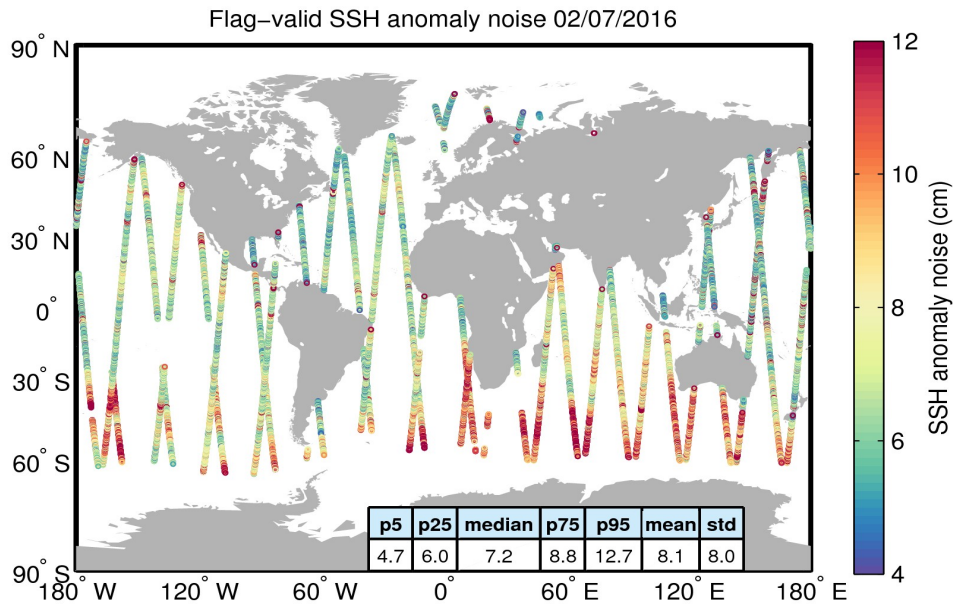 Flag−valid SSH anomaly noise 02/07/2016
90° N
60° N
30° N
0°
30° S
60° S
90° S
180° W
120° W
60° W
0°
60° E
120° E
180° E
p5 p25 median p75 p95 mean std
4.7 6.0 7.2 8.8 12.7 8.1 8.0
12
10
8
6
4
SSH anomaly noise (cm)